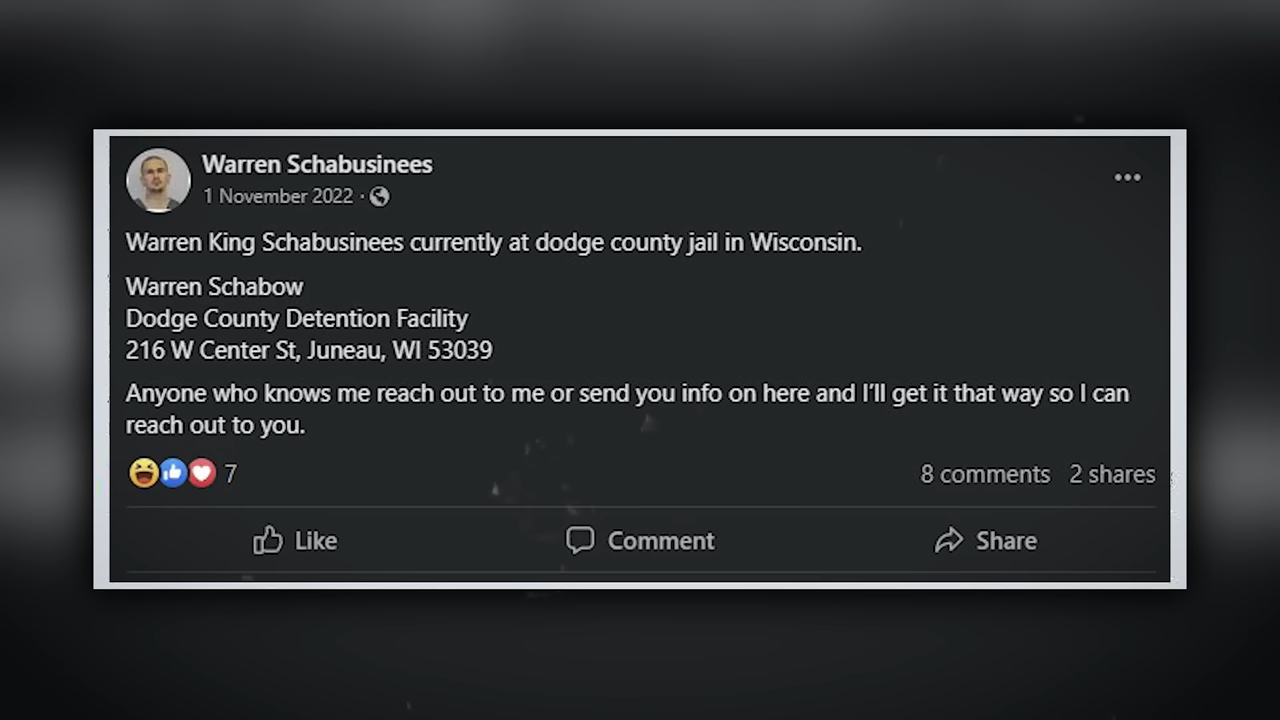 Warren Schabusinees
1 November 2022 ·
Warren King Schabusinees currently at dodge county jail in Wisconsin.
Warren Schabow
Dodge County Detention Facility
216 W Center St, Juneau, WI 53039
Anyone who knows me reach out to me or send you info on here and I'll get it that way so I can
reach out to you.
7 8 comments 2 shares
Like Comment Share